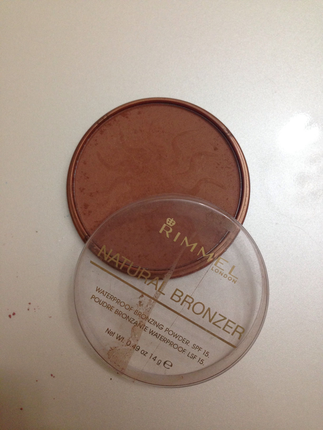 RIMMEL
LONDON
NATURAL BRONZER
WATERPROOF BRONZING POWDER, SPF 15.
POUDRE BRONZANTE WATERPROOF LSF 15.
Net Wt. 0.49 oz 14 g ℮